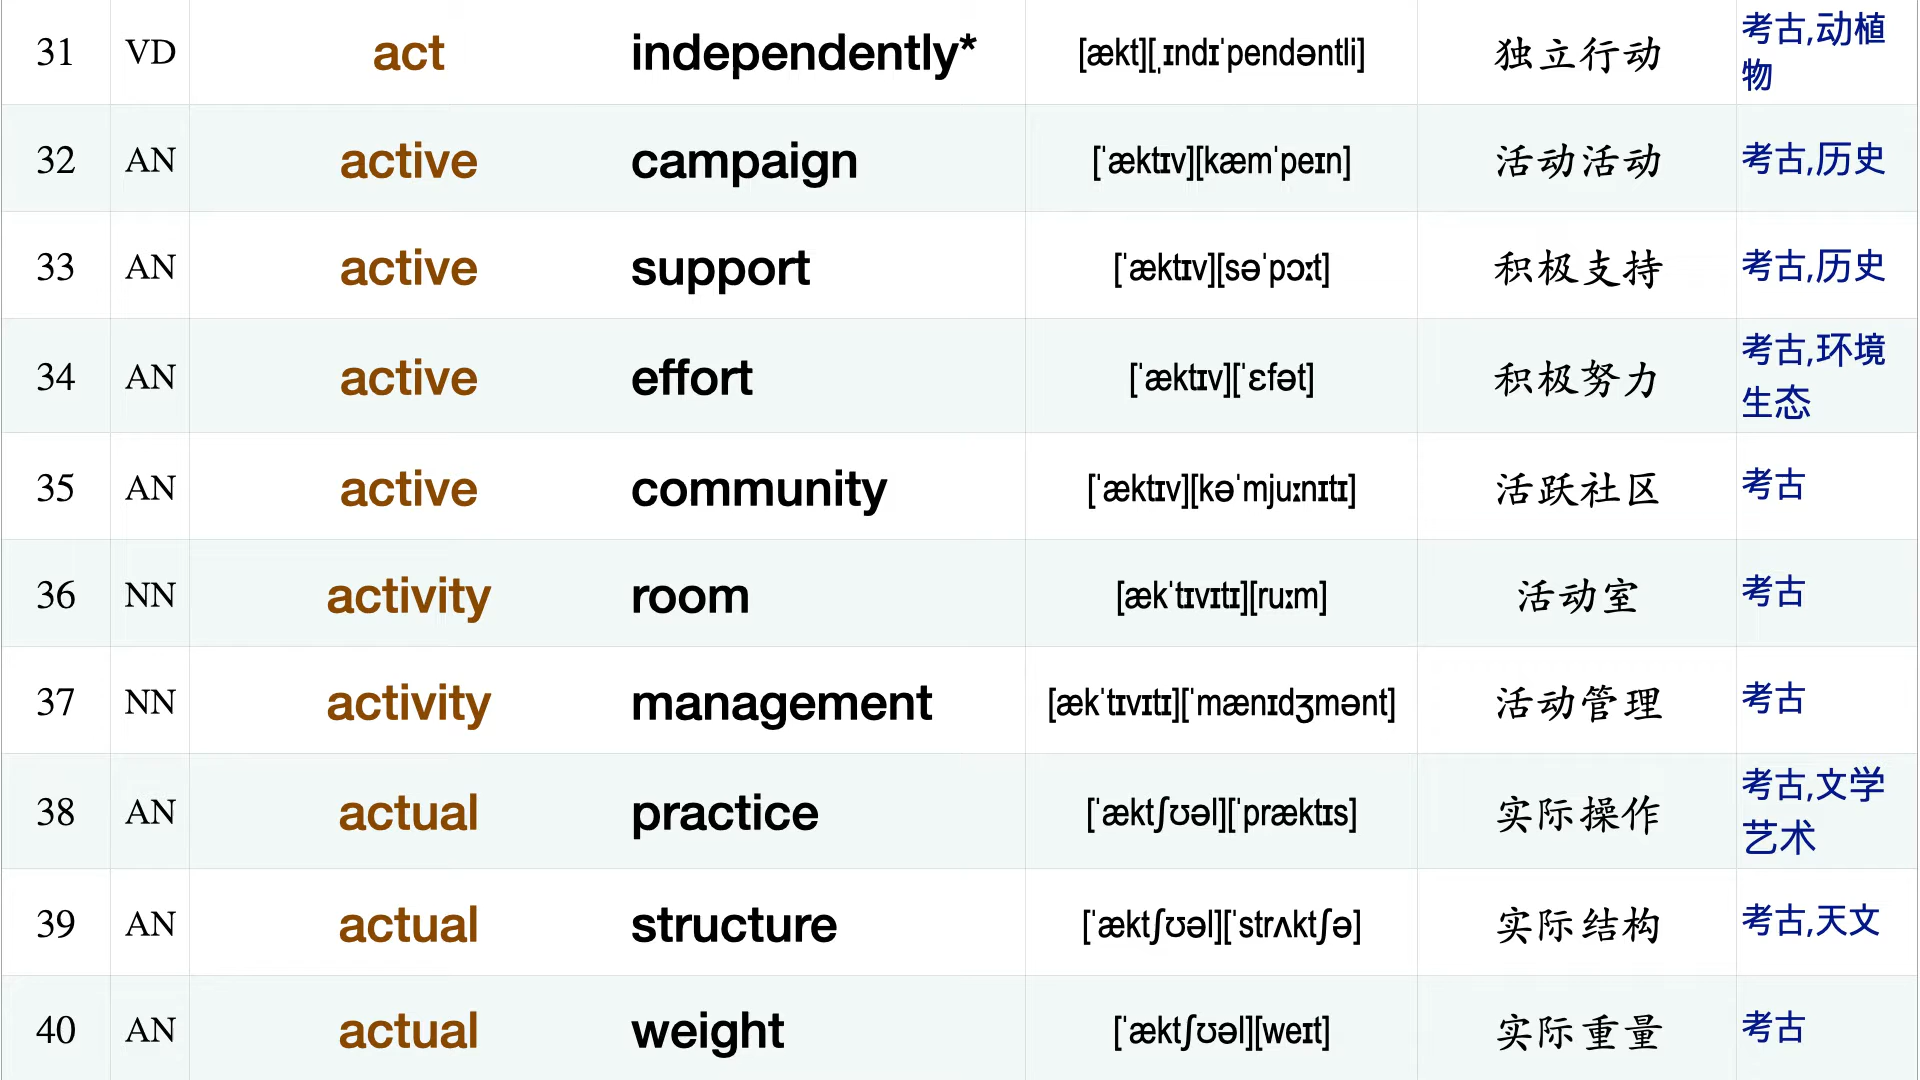 31 VD act independently* [ækt][ˌɪndɪˈpendəntli] 独立行动 考古,动植物
32 AN active campaign [ˈæktɪv][kæmˈpeɪn] 活动活动 考古,历史
33 AN active support [ˈæktɪv][səˈpɔːt] 积极支持 考古,历史
34 AN active effort [ˈæktɪv][ˈɛfət] 积极努力 考古,环境生态
35 AN active community [ˈæktɪv][kəˈmjuːnɪtɪ] 活跃社区 考古
36 NN activity room [ækˈtɪvɪtɪ][ruːm] 活动室 考古
37 NN activity management [ækˈtɪvɪtɪ][ˈmænɪdʒmənt] 活动管理 考古
38 AN actual practice [ˈæktʃʊəl][ˈpræktɪs] 实际操作 考古,文学艺术
39 AN actual structure [ˈæktʃʊəl][ˈstrʌktʃə] 实际结构 考古,天文
40 AN actual weight [ˈæktʃʊəl][weɪt] 实际重量 考古